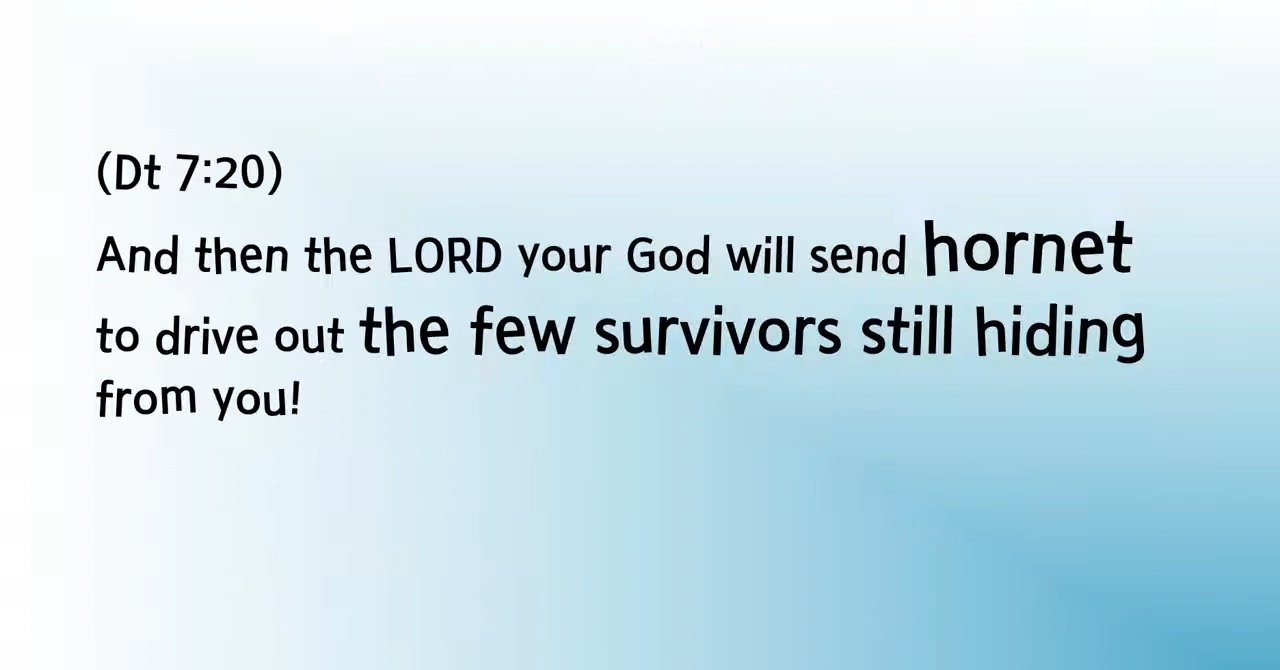 (Dt 7:20)
And then the LORD your God will send hornet
to drive out the few survivors still hiding
from you!